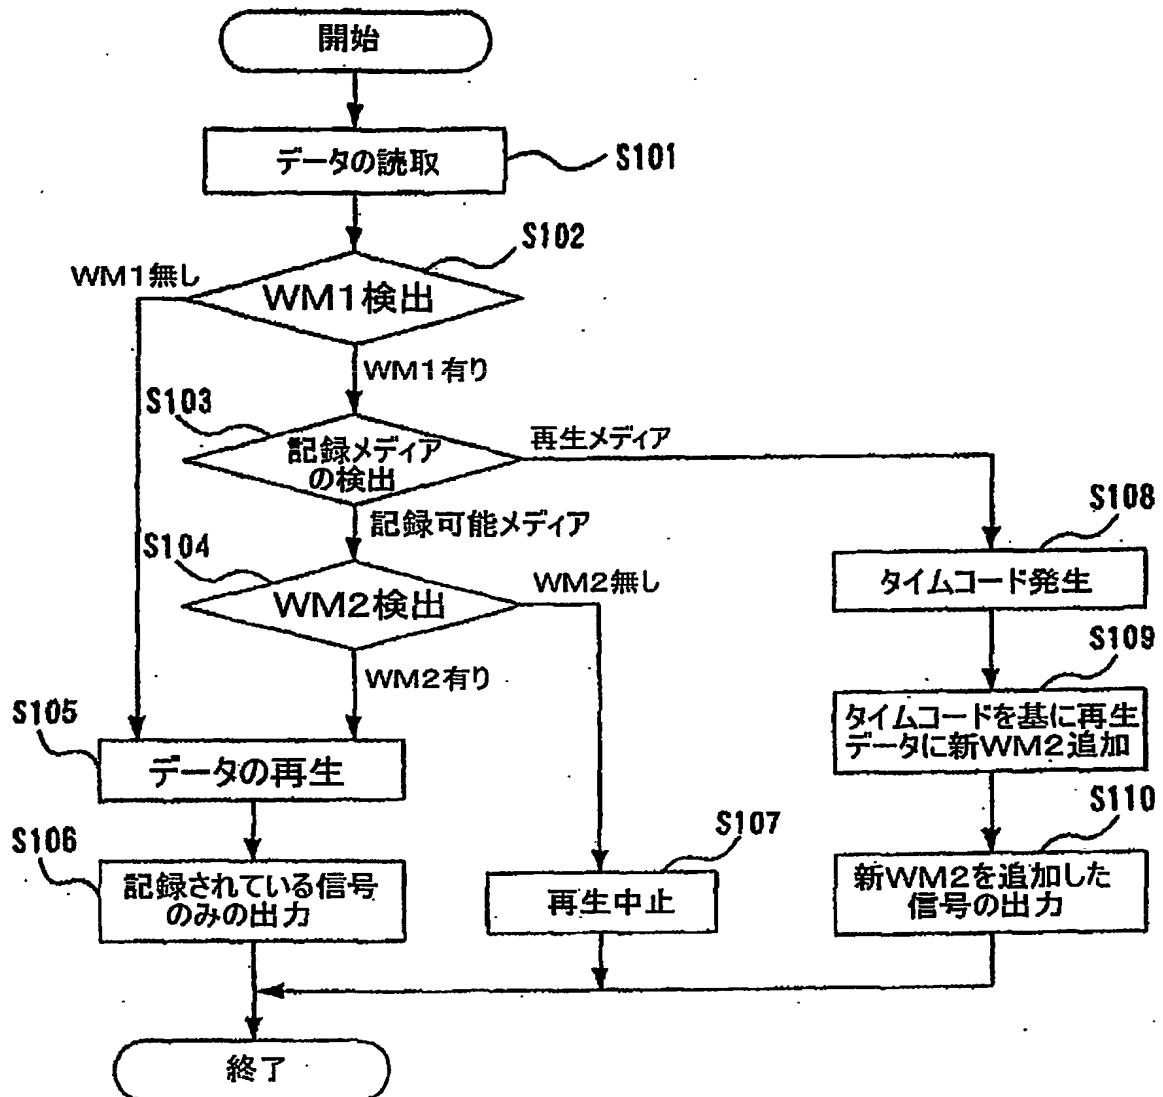 開始
データの読取
S101
S102
WM1無し
WM1検出
WM1有り
S103
記録メディア
の検出
再生メディア
記録可能メディア
S104
WM2検出
WM2無し
WM2有り
S108
タイムコード発生
S109
タイムコードを基に再生
データに新WM2追加
S105
データの再生
S110
新WM2を追加した
信号の出力
S106
記録されている信号
のみの出力
S107
再生中止
終了